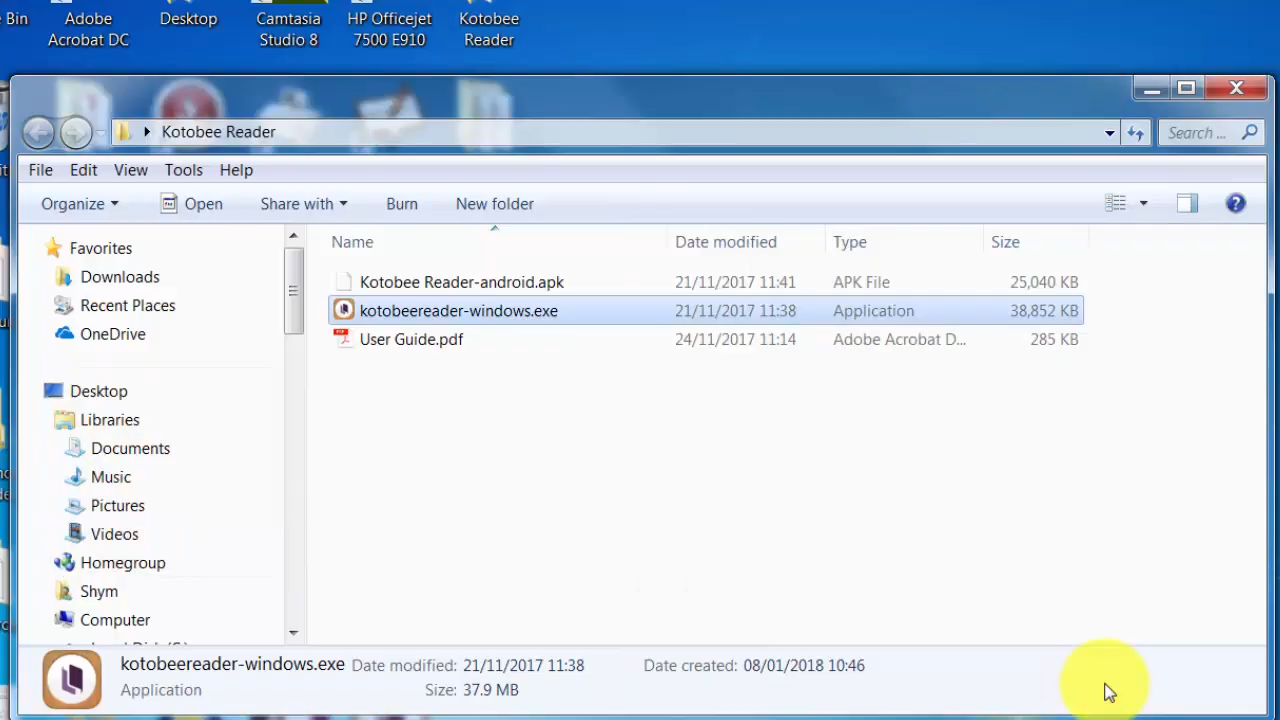 Bin
Adobe
Acrobat DC
Desktop
Camtasia
Studio 8
HP Officejet
7500 E910
Kotobee
Reader
Kotobee Reader
Search ...
File Edit View Tools Help
Organize Open Share with Burn New folder
Name Date modified Type Size
Kotobee Reader-android.apk 21/11/2017 11:41 APK File 25,040 KB
kotobeereader-windows.exe 21/11/2017 11:38 Application 38,852 KB
User Guide.pdf 24/11/2017 11:14 Adobe Acrobat D... 285 KB
Favorites
Downloads
Recent Places
OneDrive
Desktop
Libraries
Documents
Music
Pictures
Videos
Homegroup
Shym
Computer
kotobeereader-windows.exe Date modified: 21/11/2017 11:38 Date created: 08/01/2018 10:46
Application Size: 37.9 MB